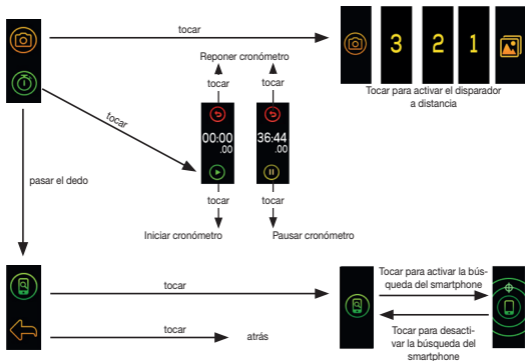 tocar
3 2 1
Tocar para activar el disparador
a distancia
Reponer cronómetro
tocar
tocar
tocar
00:00
.00
36:44
.00
tocar
tocar
Iniciar cronómetro
Pausar cronómetro
pasar el dedo
tocar
Tocar para activar la bús-
queda del smartphone
Tocar para desacti-
var la búsqueda del
smartphone
tocar
atrás